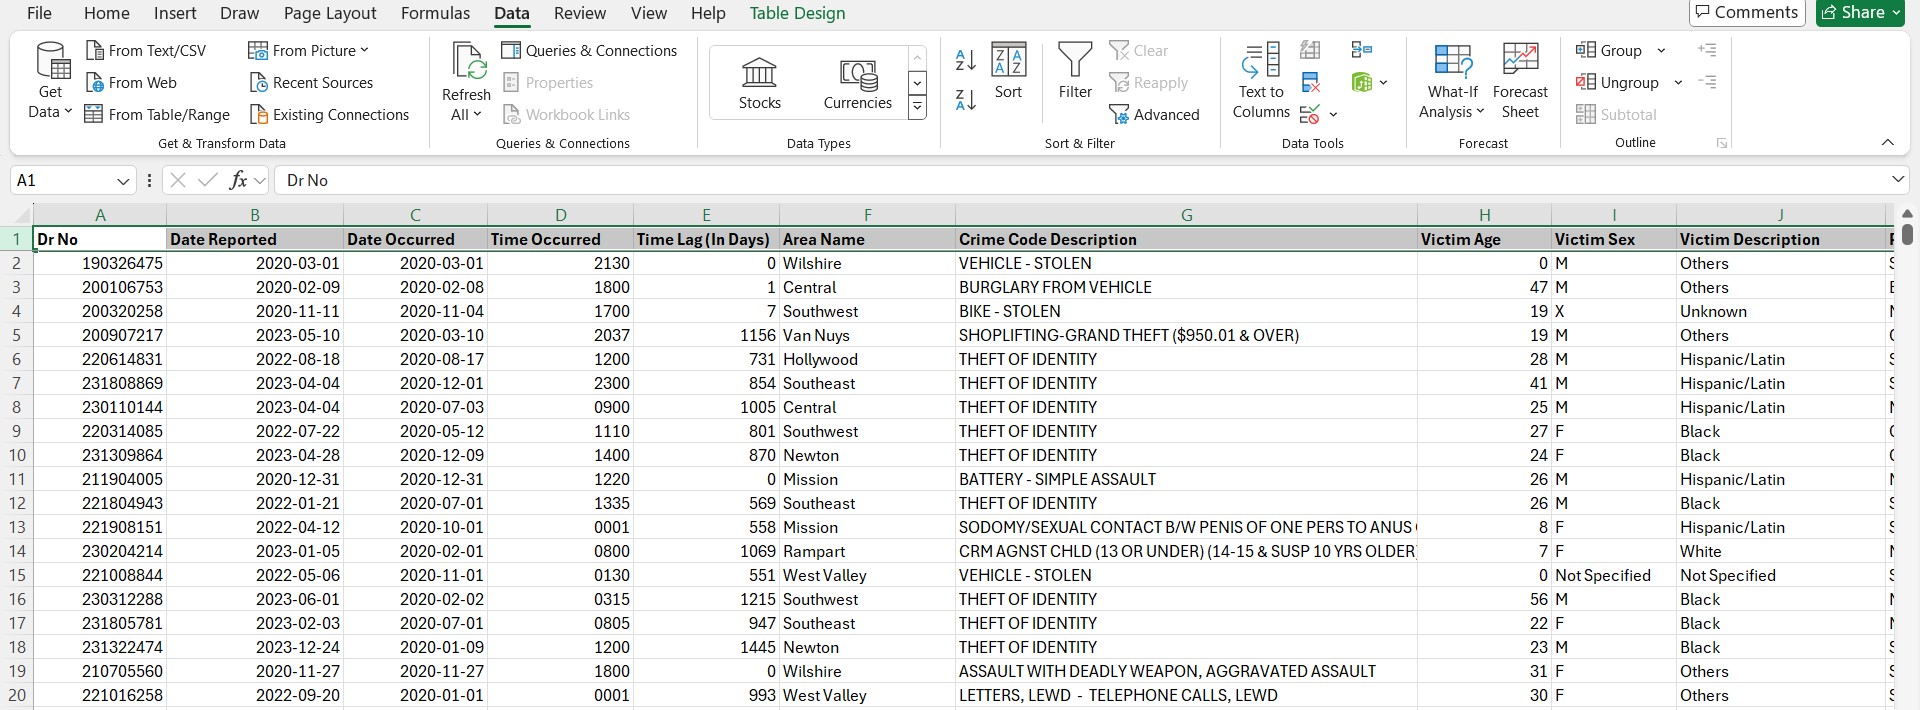 File Home Insert Draw Page Layout Formulas Data Review View Help Table Design Comments Share
From Text/CSV From Picture Queries & Connections Clear Group
Get Data From Web Recent Sources Refresh All Properties Stocks Currencies Sort Filter Reapply Text to Columns What-If Analysis Forecast Sheet Ungroup
From Table/Range Existing Connections Workbook Links Advanced Subtotal
Get & Transform Data Queries & Connections Data Types Sort & Filter Data Tools Forecast Outline
A1 fx Dr No
A B C D E F G H I J
1 Dr No Date Reported Date Occurred Time Occurred Time Lag (In Days) Area Name Crime Code Description Victim Age Victim Sex Victim Description
2 190326475 2020-03-01 2020-03-01 2130 0 Wilshire VEHICLE - STOLEN 0 M Others
3 200106753 2020-02-09 2020-02-08 1800 1 Central BURGLARY FROM VEHICLE 47 M Others
4 200320258 2020-11-11 2020-11-04 1700 7 Southwest BIKE - STOLEN 19 X Unknown
5 200907217 2023-05-10 2020-03-10 2037 1156 Van Nuys SHOPLIFTING-GRAND THEFT ($950.01 & OVER) 19 M Others
6 220614831 2022-08-18 2020-08-17 1200 731 Hollywood THEFT OF IDENTITY 28 M Hispanic/Latin
7 231808869 2023-04-04 2020-12-01 2300 854 Southeast THEFT OF IDENTITY 41 M Hispanic/Latin
8 230110144 2023-04-04 2020-07-03 0900 1005 Central THEFT OF IDENTITY 25 M Hispanic/Latin
9 220314085 2022-07-22 2020-05-12 1110 801 Southwest THEFT OF IDENTITY 27 F Black
10 231309864 2023-04-28 2020-12-09 1400 870 Newton THEFT OF IDENTITY 24 F Black
11 211904005 2020-12-31 2020-12-31 1220 0 Mission BATTERY - SIMPLE ASSAULT 26 M Hispanic/Latin
12 221804943 2022-01-21 2020-07-01 1335 569 Southeast THEFT OF IDENTITY 26 M Black
13 221908151 2022-04-12 2020-10-01 0001 558 Mission SODOMY/SEXUAL CONTACT B/W PENIS OF ONE PERS TO ANUS 8 F Hispanic/Latin
14 230204214 2023-01-05 2020-02-01 0800 1069 Rampart CRM AGNST CHLD (13 OR UNDER) (14-15 & SUSP 10 YRS OLDER) 7 F White
15 221008844 2022-05-06 2020-11-01 0130 551 West Valley VEHICLE - STOLEN 0 Not Specified Not Specified
16 230312288 2023-06-01 2020-02-02 0315 1215 Southwest THEFT OF IDENTITY 56 M Black
17 231805781 2023-02-03 2020-07-01 0805 947 Southeast THEFT OF IDENTITY 22 F Black
18 231322474 2023-12-24 2020-01-09 1200 1445 Newton THEFT OF IDENTITY 23 M Black
19 210705560 2020-11-27 2020-11-27 1800 0 Wilshire ASSAULT WITH DEADLY WEAPON, AGGRAVATED ASSAULT 31 F Others
20 221016258 2022-09-20 2020-01-01 0001 993 West Valley LETTERS, LEWD - TELEPHONE CALLS, LEWD 30 F Others